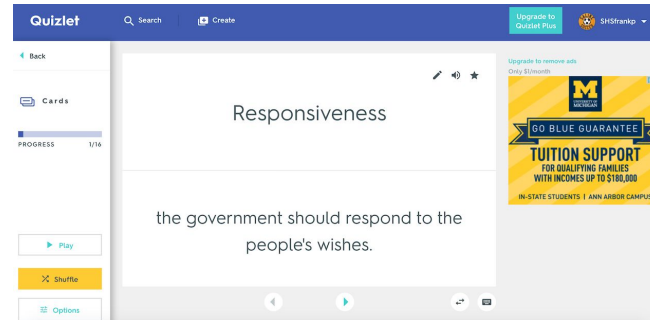 Quizlet
Search
Create
Upgrade to
Quizlet Plus
SHSfrankp
Back
Cards
PROGRESS 1/16
Play
Shuffle
Options
Responsiveness
the government should respond to the
people's wishes.
Upgrade to remove ads
Only $1/month
M
UNIVERSITY OF
MICHIGAN
GO BLUE GUARANTEE
TUITION SUPPORT
FOR QUALIFYING FAMILIES
WITH INCOMES UP TO $180,000
IN-STATE STUDENTS | ANN ARBOR CAMPUS